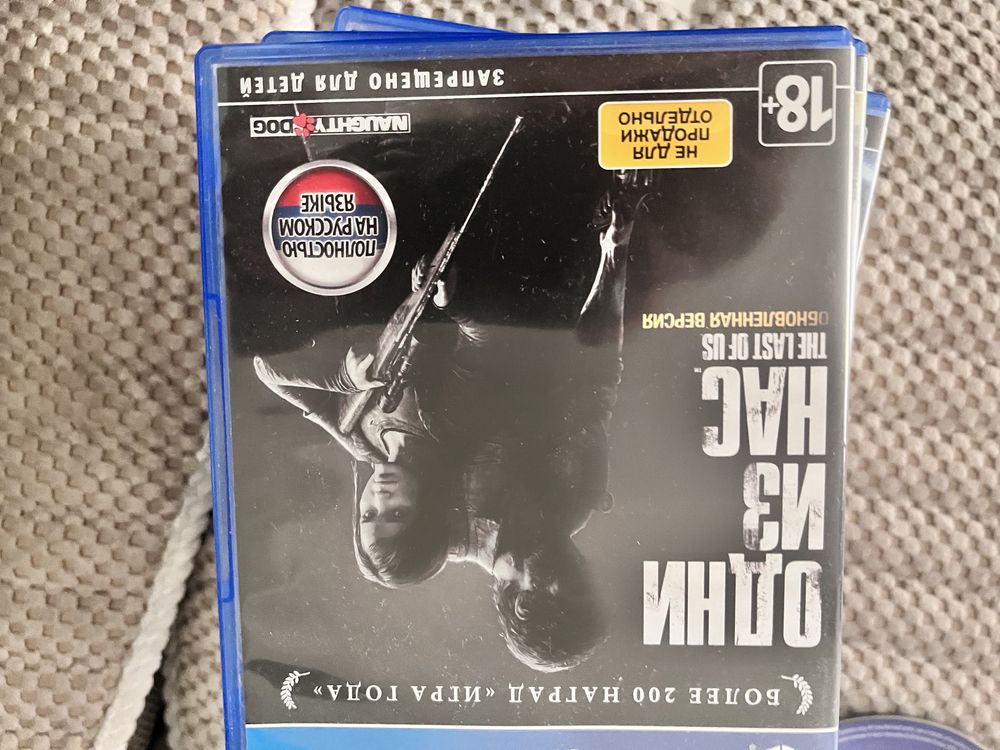 БОЛЕЕ 200 НАГРАД «ИГРА ГОДА»
ОДНИ
ИЗ
НАС
THE LAST OF US
ОБНОВЛЕННАЯ ВЕРСИЯ
ПОЛНОСТЬЮ
НА РУССКОМ
ЯЗЫКЕ
НЕ ДЛЯ
ПРОДАЖИ
ОТДЕЛЬНО
NAUGHTY DOG
18+
ЗАПРЕЩЕНО ДЛЯ ДЕТЕЙ